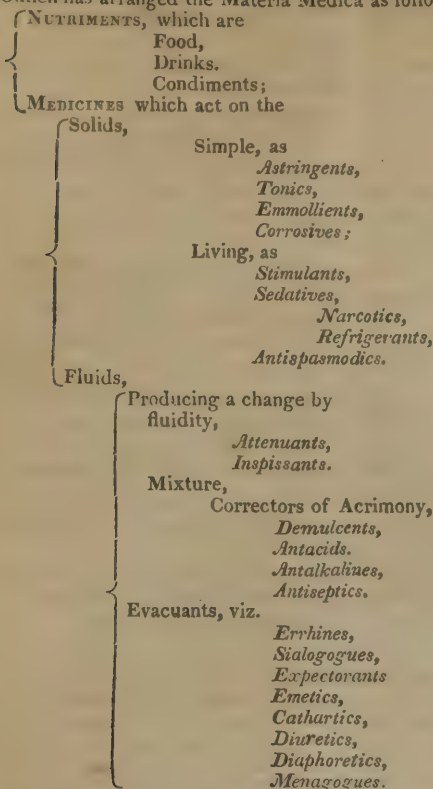 has arranged the Materia Medica as
NUTRIMENTS, which are
Food,
Drinks.
Condiments;
MEDICINES which act on the
Solids,
Simple, as
Astringents,
Tonics,
Emmollients,
Corrosives;
Living, as
Stimulants,
Sedatives,
Narcotics,
Refrigerants,
Antispasmodics.
Fluids,
Producing a change by
fluidity,
Attenuants,
Inspissants.
Mixture,
Correctors of Acrimony,
Demulcents,
Antacids.
Antalkalines,
Antiseptics.
Evacuants, viz.
Errhines,
Sialogogues,
Expectorants
Emetics,
Cathartics,
Diuretics,
Diaphoretics,
Menagogues.